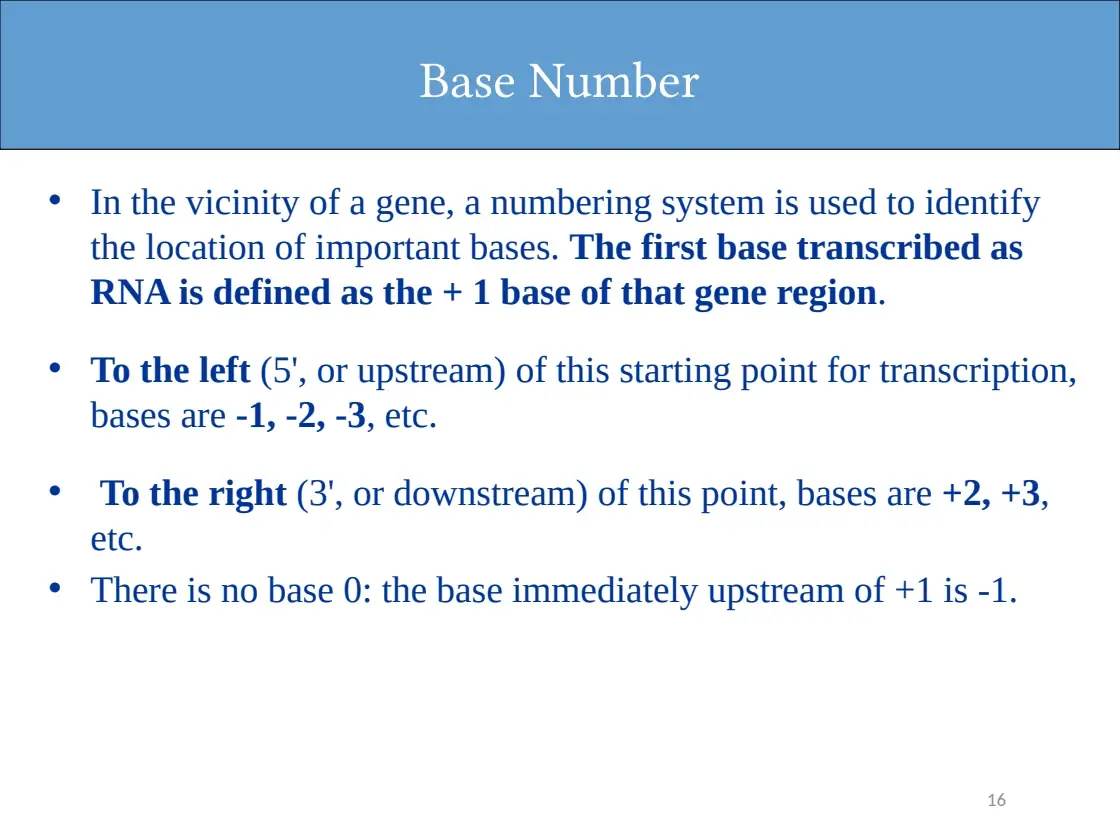 Base Number
• In the vicinity of a gene, a numbering system is used to identify
the location of important bases. The first base transcribed as
RNA is defined as the + 1 base of that gene region.
• To the left (5', or upstream) of this starting point for transcription,
bases are -1, -2, -3, etc.
• To the right (3', or downstream) of this point, bases are +2, +3,
etc.
• There is no base 0: the base immediately upstream of +1 is -1.
16